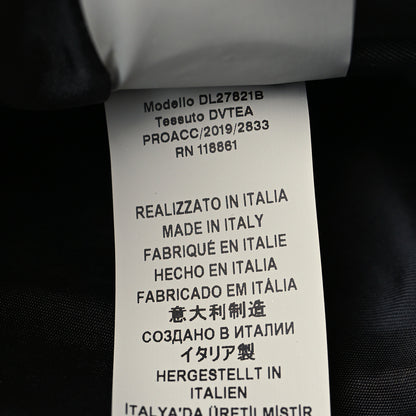 Modello DL27621B
Tessuto DVTEA
PROACC/2019/2833
RN 118861
REALIZZATO IN ITALIA
MADE IN ITALY
FABRIQUÉ EN ITALIE
HECHO EN ITALIA
FABRICADO EM ITÁLIA
意大利制造
СОЗДАНО В ИТАЛИИ
イタリア製
HERGESTELLT IN
ITALIEN
İTALYA'DA ÜRETİLMİŞTİR